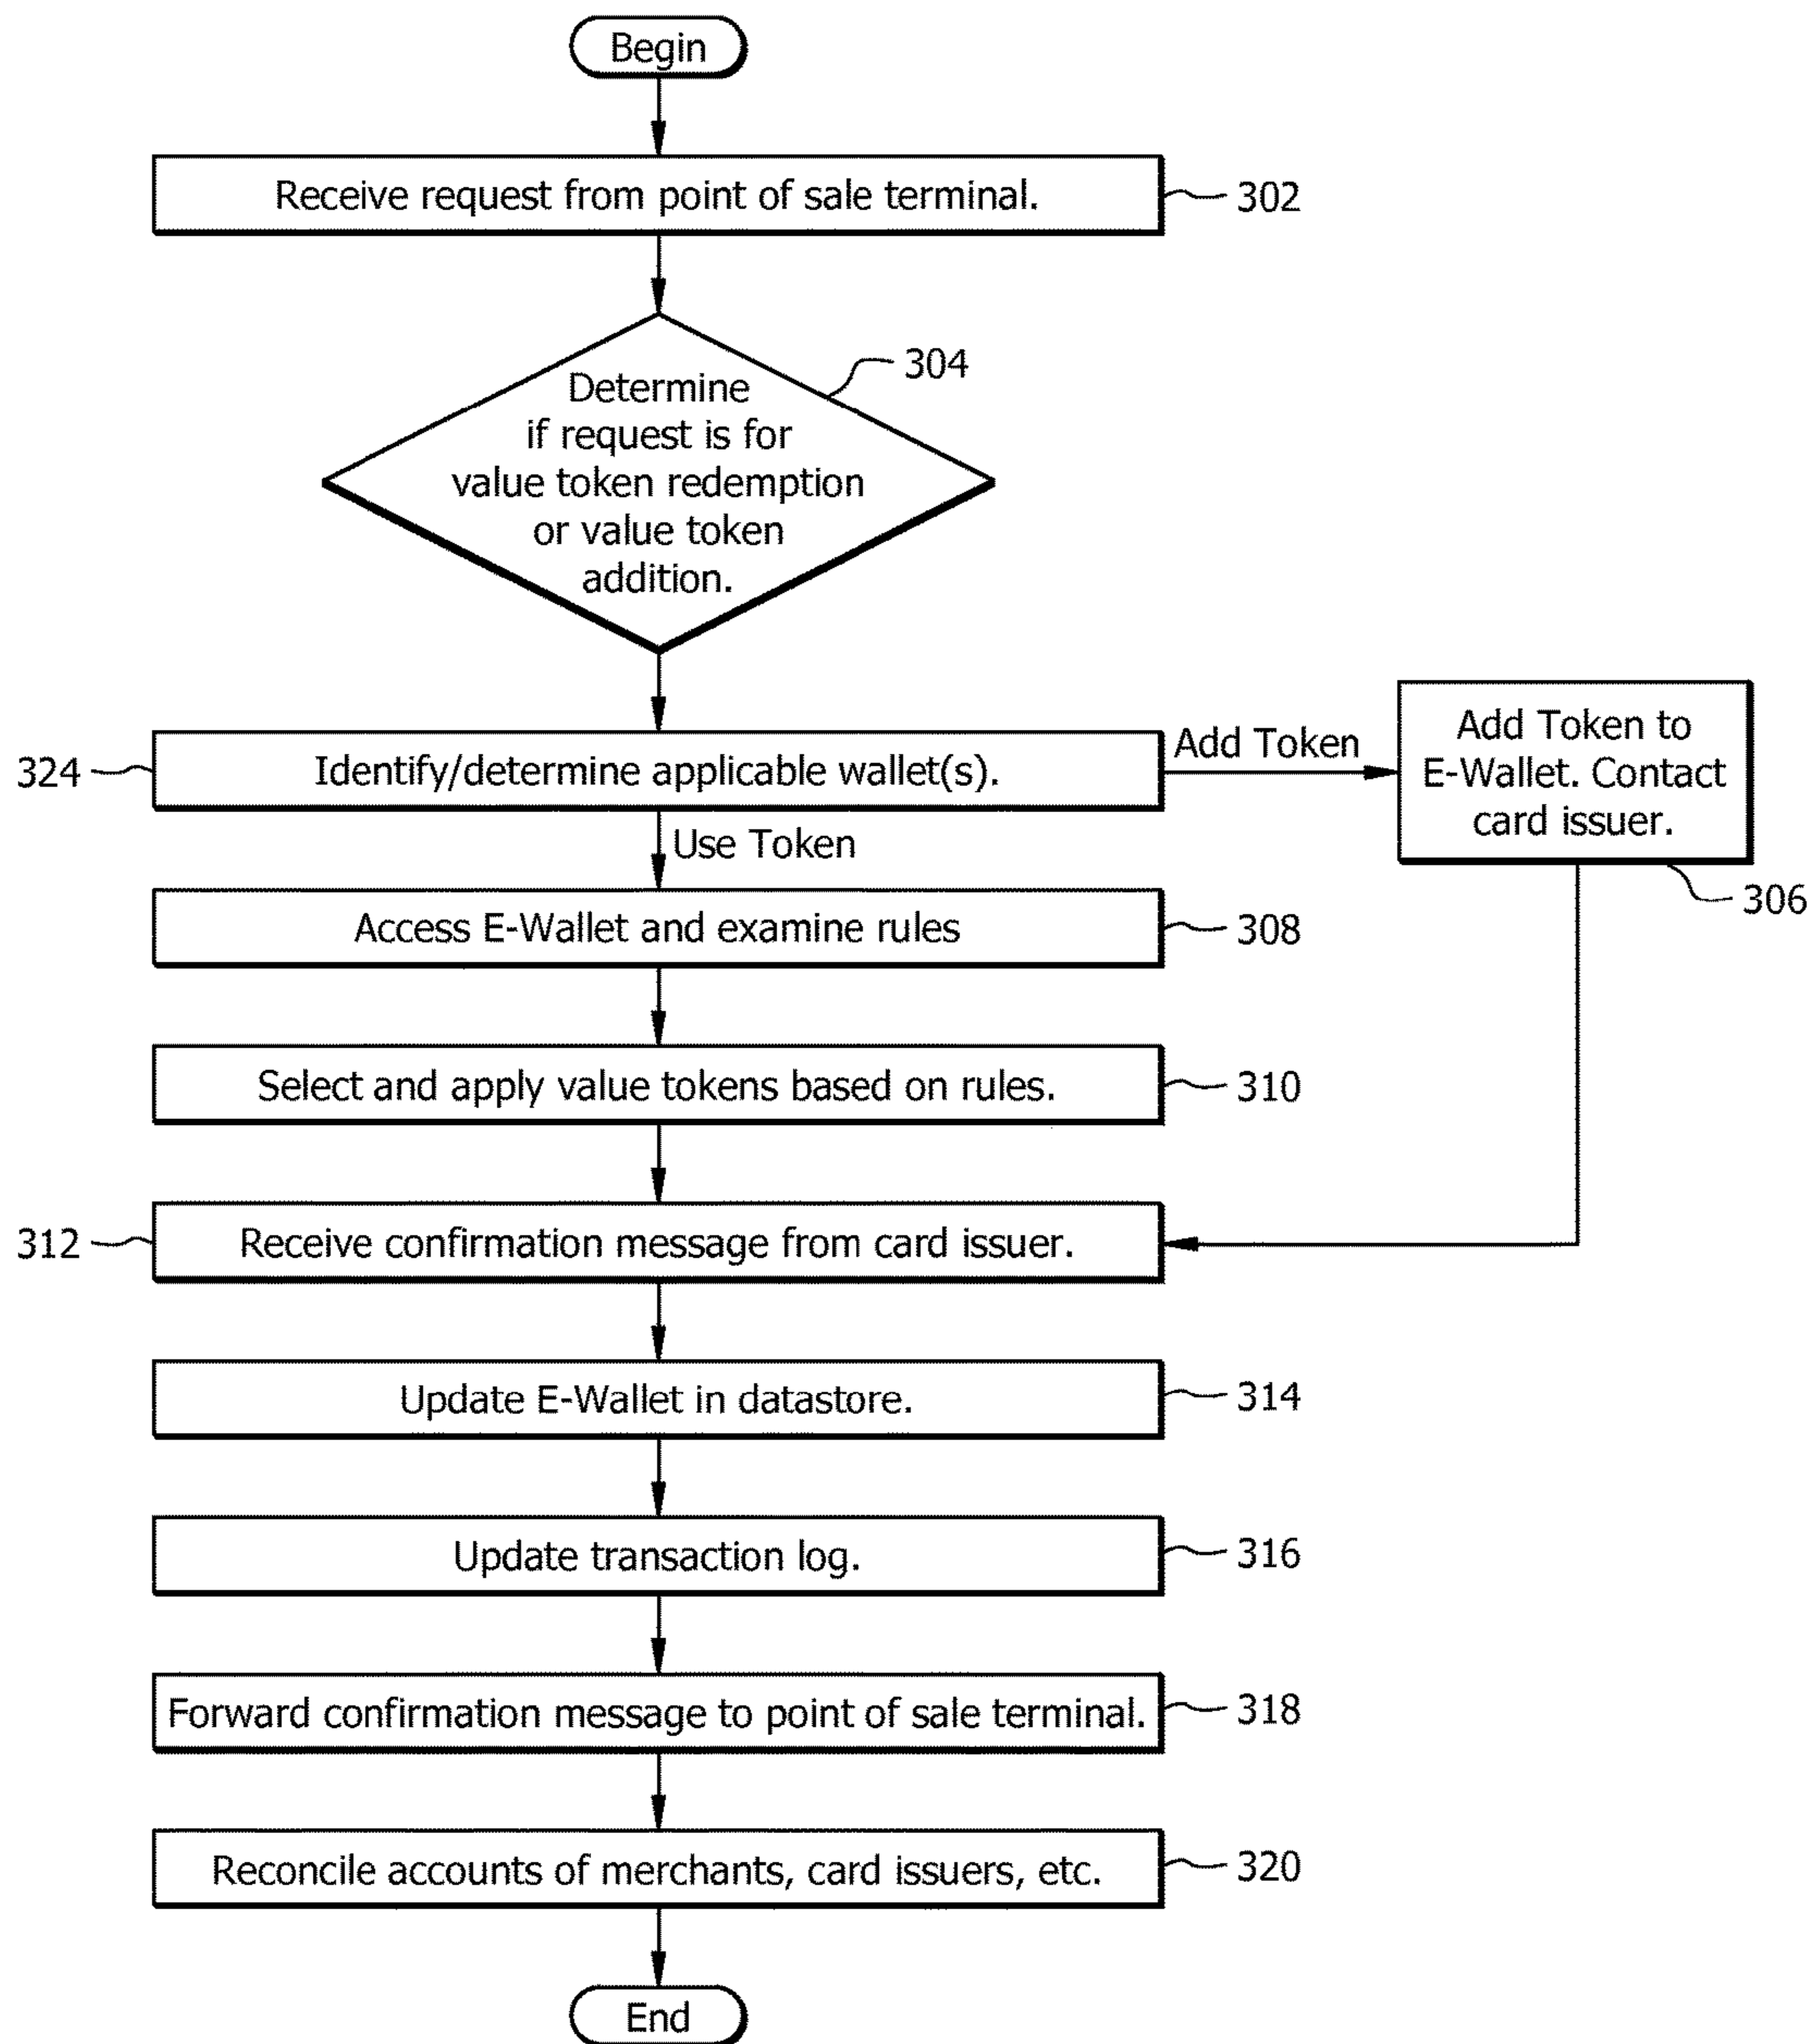 Begin
Receive request from point of sale terminal.
302
304
Determine
if request is for
value token redemption
or value token
addition.
324
Identify/determine applicable wallet(s).
Add Token
Add Token to
E-Wallet. Contact
card issuer.
306
Use Token
Access E-Wallet and examine rules
308
Select and apply value tokens based on rules.
310
312
Receive confirmation message from card issuer.
Update E-Wallet in datastore.
314
Update transaction log.
316
Forward confirmation message to point of sale terminal.
318
Reconcile accounts of merchants, card issuers, etc.
320
End